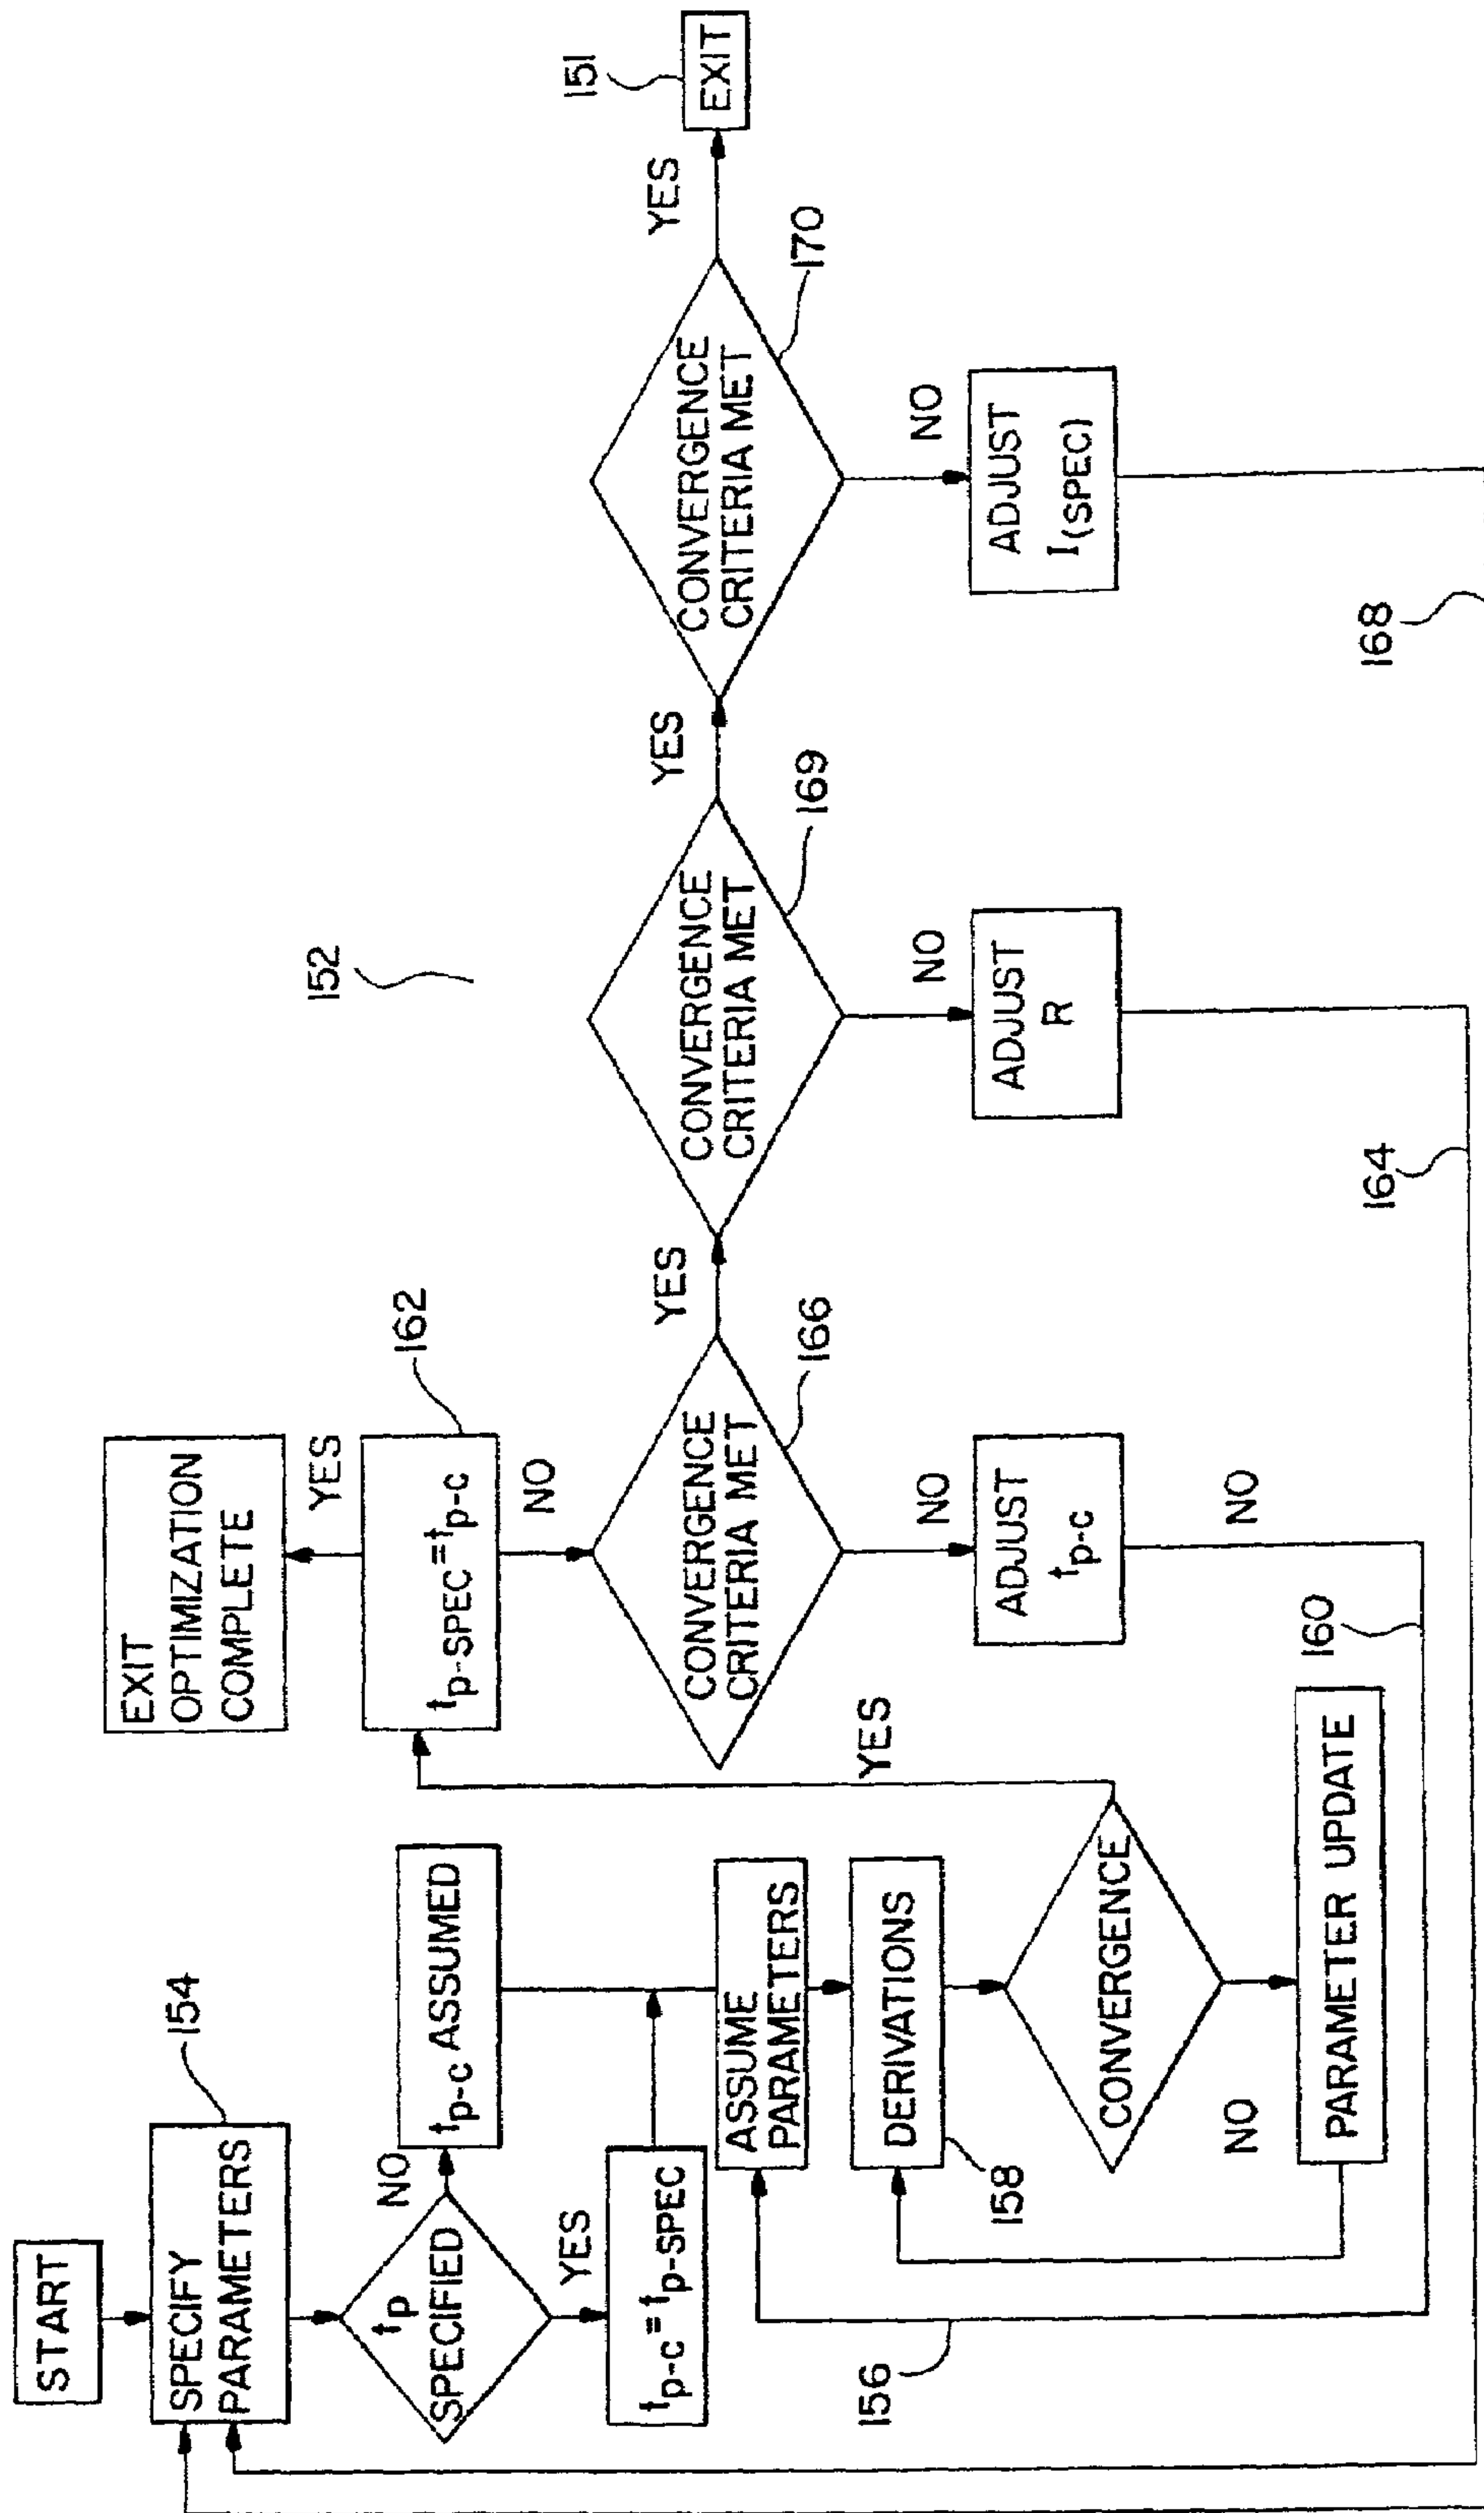 START
SPECIFY
PARAMETERS
154
tp
SPECIFIED
NO
tp-c ASSUMED
YES
tp-c = tp-SPEC
ASSUME
PARAMETERS
156
DERIVATIONS
158
CONVERGENCE
YES
NO
PARAMETER UPDATE
160
EXIT
OPTIMIZATION
COMPLETE
YES
tp-SPEC = tp-c
162
NO
CONVERGENCE
CRITERIA MET
166
NO
ADJUST
tp-c
NO
YES
152
CONVERGENCE
CRITERIA MET
169
NO
ADJUST
R
164
YES
CONVERGENCE
CRITERIA MET
170
NO
ADJUST
I(SPEC)
168
YES
EXIT
151